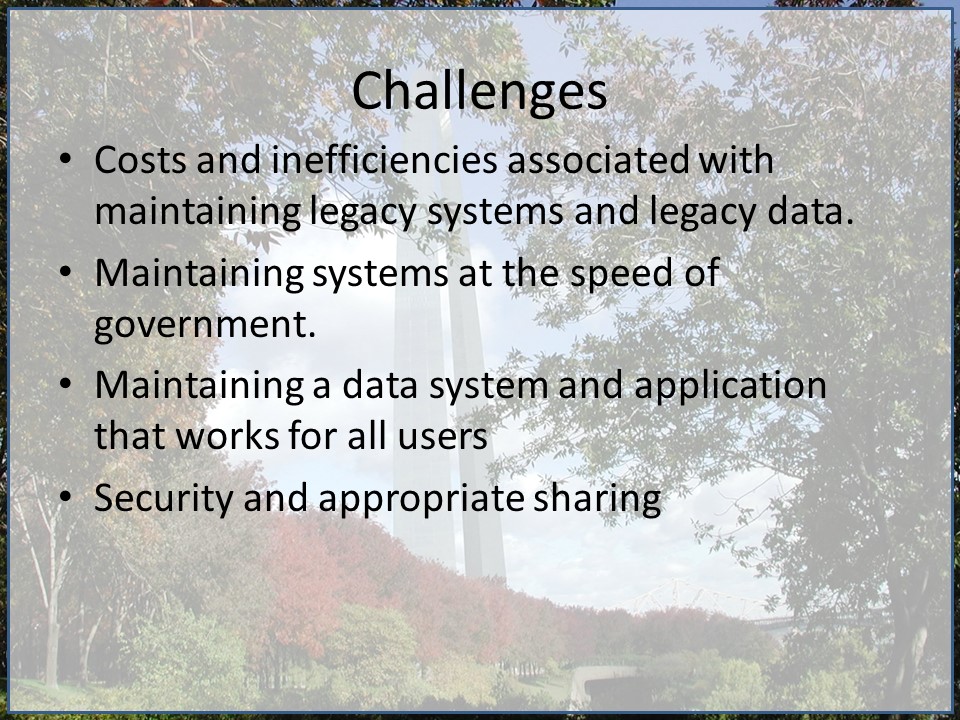 Challenges
• Costs and inefficiencies associated with
maintaining legacy systems and legacy data.
• Maintaining systems at the speed of
government.
• Maintaining a data system and application
that works for all users
• Security and appropriate sharing